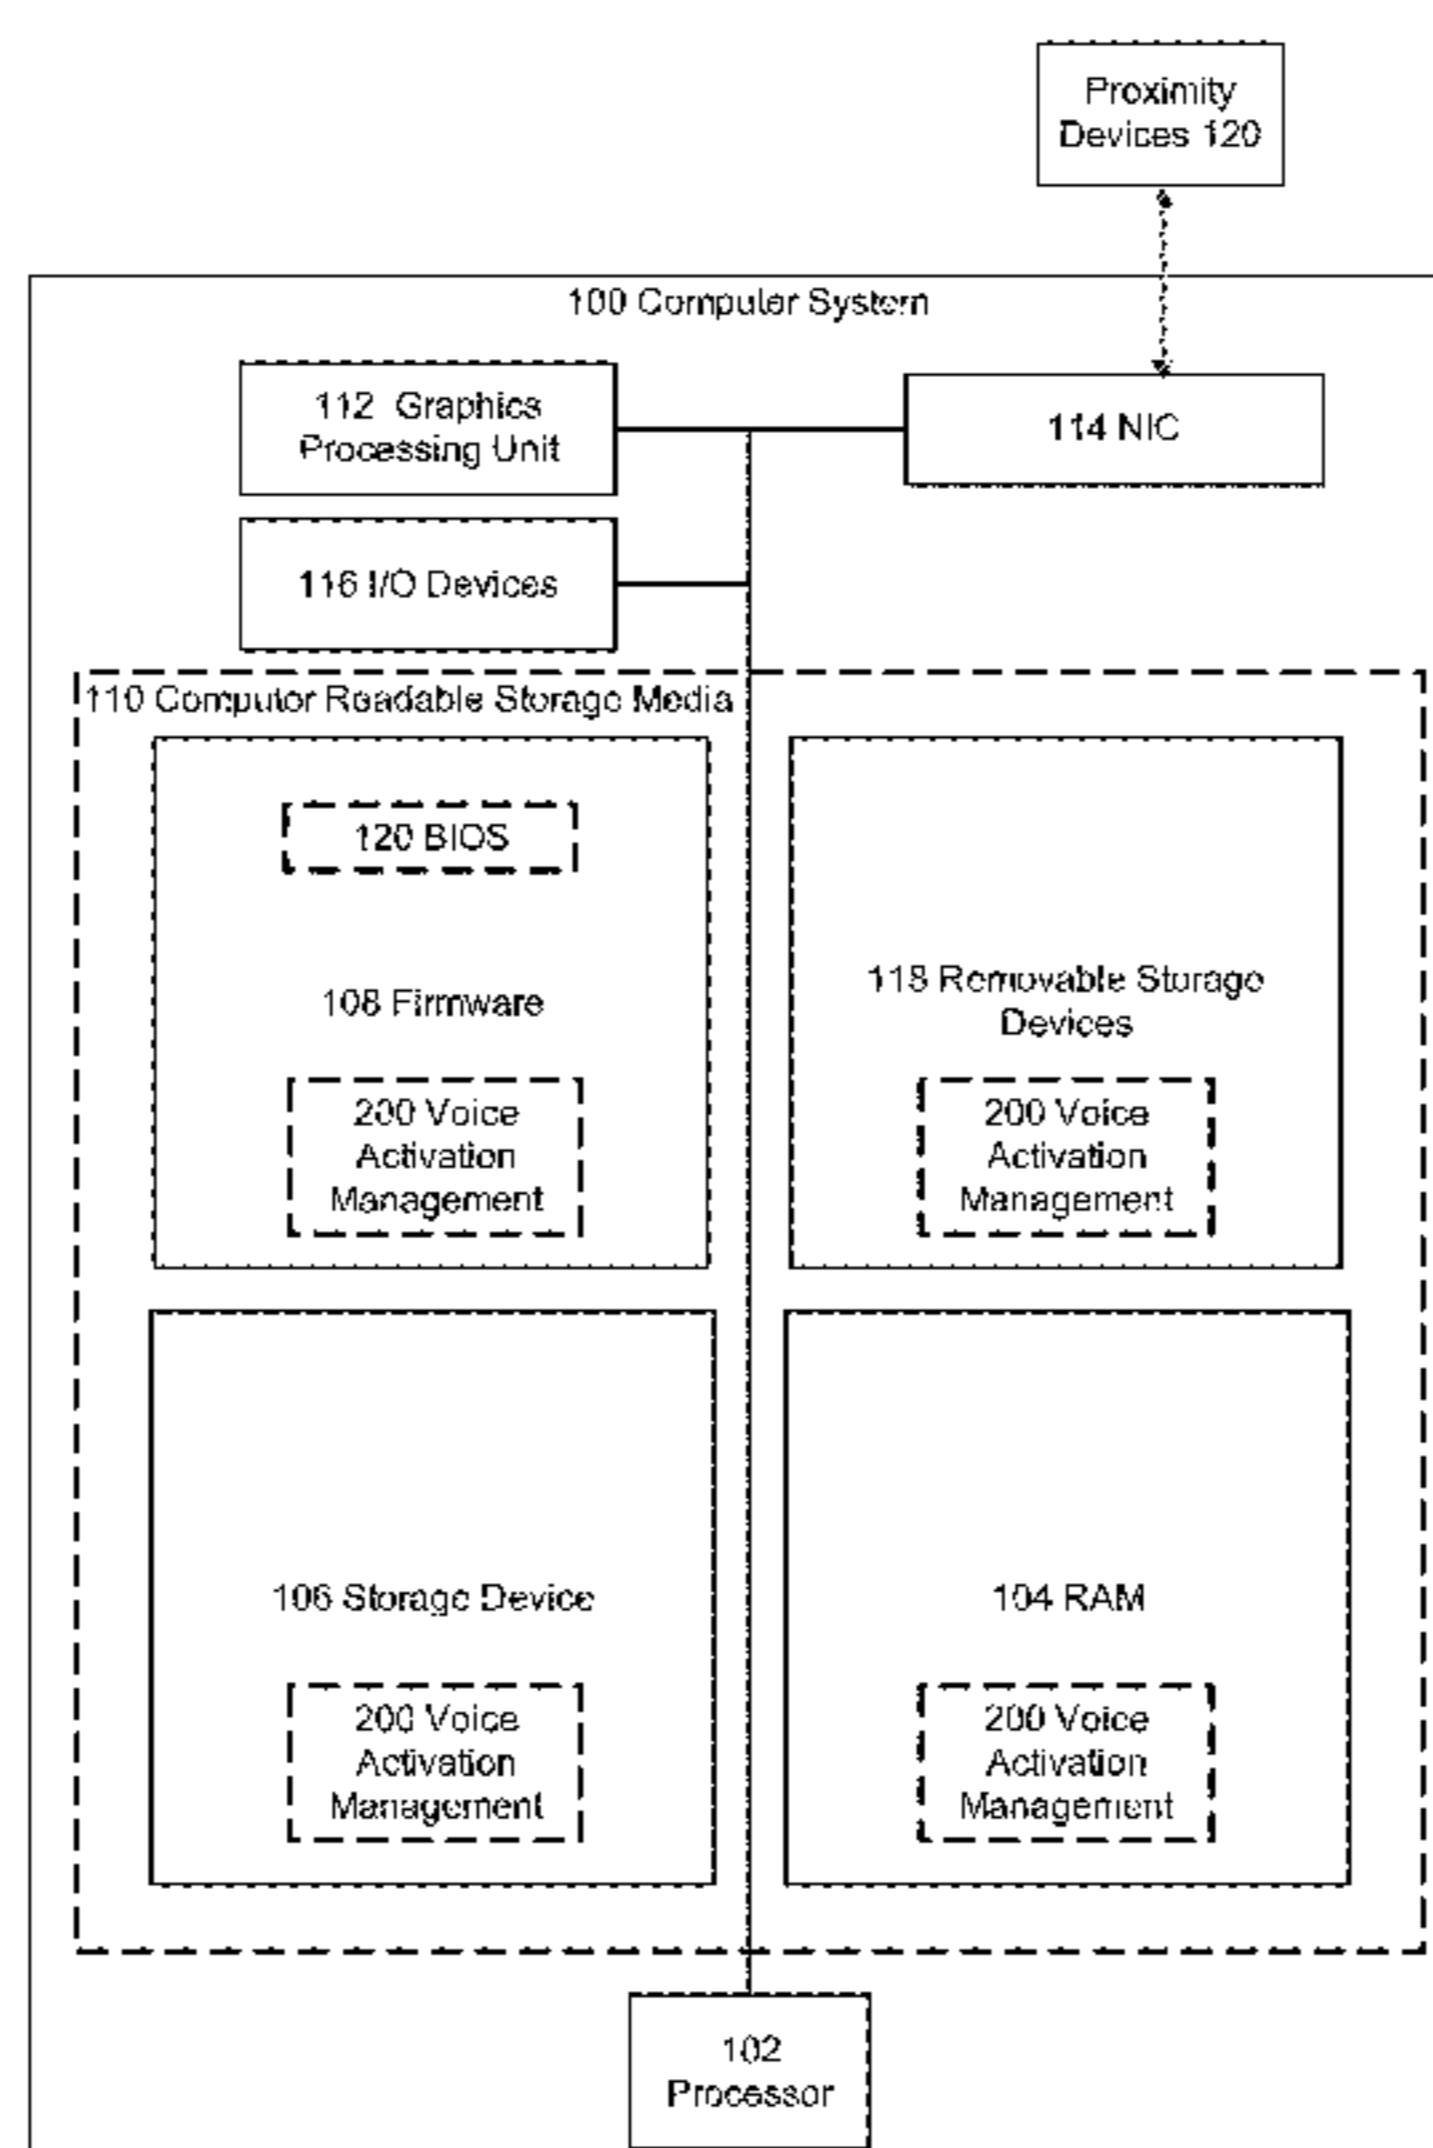 Proximity
Devices 120
100 Computer System
112 Graphics
Processing Unit
114 NIC
116 I/O Devices
110 Computer Readable Storage Media
120 BIOS
108 Firmware
200 Voice
Activation
Management
118 Removable Storage
Devices
200 Voice
Activation
Management
106 Storage Device
200 Voice
Activation
Management
104 RAM
200 Voice
Activation
Management
102
Processor